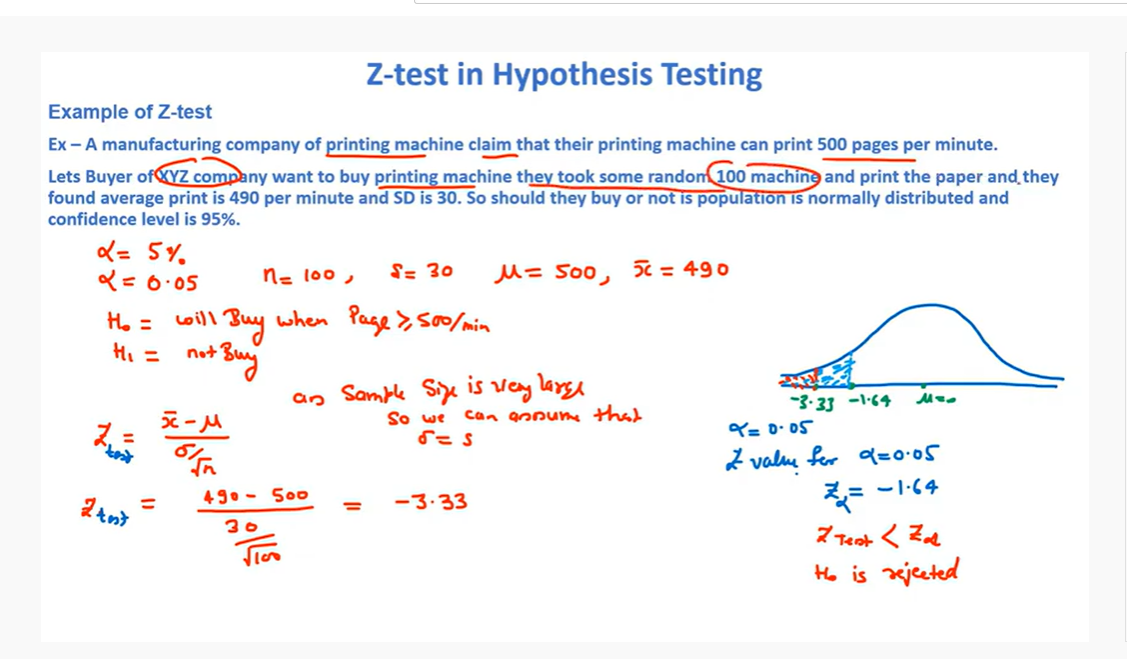 Z-test in Hypothesis Testing
Example of Z-test
Ex – A manufacturing company of printing machine claim that their printing machine can print 500 pages per minute.
Lets Buyer of XYZ company want to buy printing machine they took some random 100 machine and print the paper and they
found average print is 490 per minute and SD is 30. So should they buy or not is population is normally distributed and
confidence level is 95%.
α = 5%
α = 0.05
n = 100, S = 30 μ = 500, x̄ = 490
H₀ = will Buy when Page ≥ 500/min
H₁ = not Buy
as Sample Size is very large
So we can assume that
σ = s
Z test = x̄ - μ / σ/√n
Z test = 490 - 500 / 30/√100 = -3.33
-3.33 -1.64 μ=0
α = 0.05
Z value for α = 0.05
Zα = -1.64
Z Test < Zα
H₀ is rejected